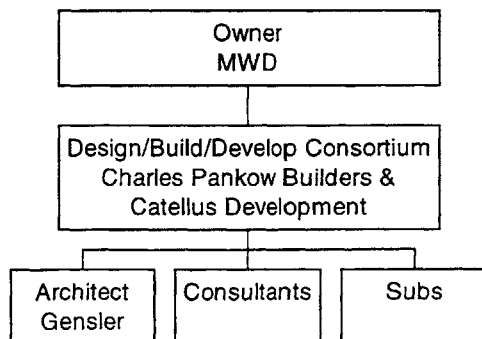 Owner
MWD
Design/Build/Develop Consortium
Charles Pankow Builders &
Catellus Development
Architect
Gensler
Consultants
Subs